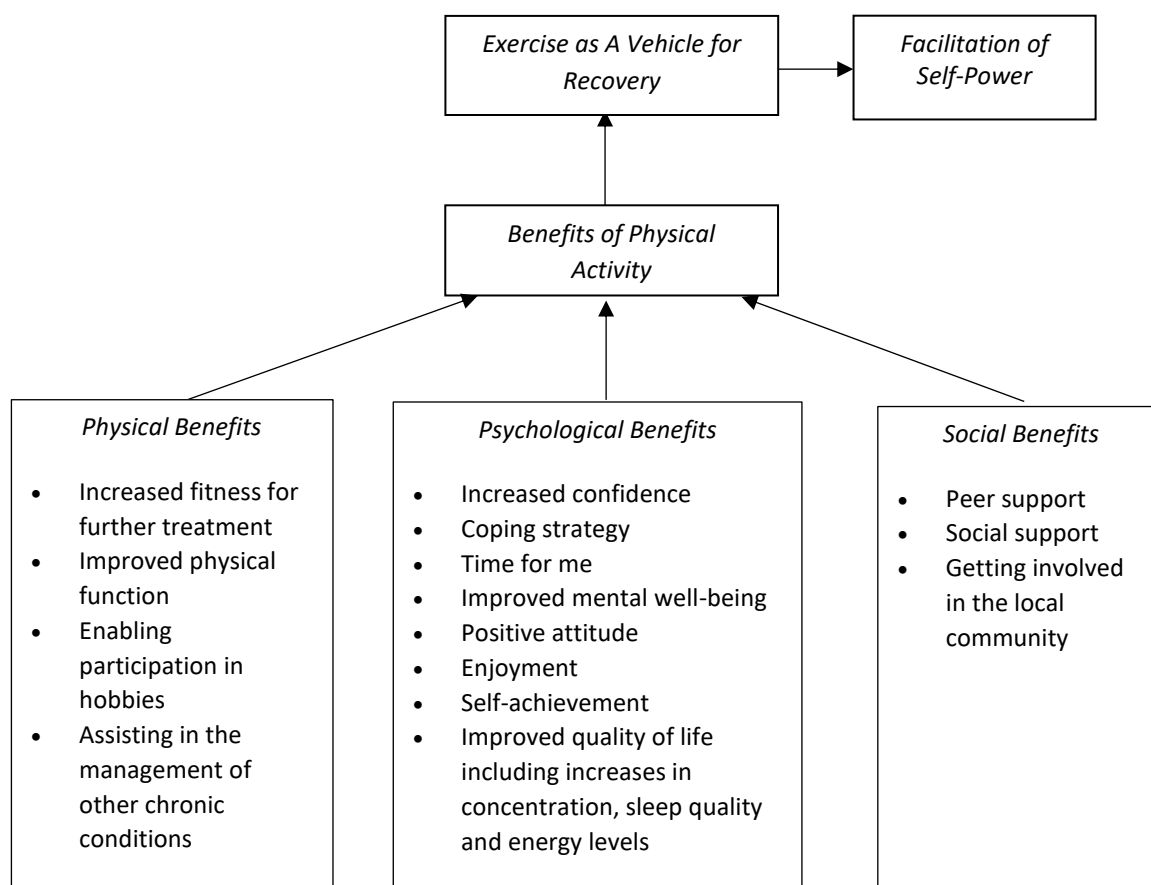 Exercise as A Vehicle for
Recovery
Facilitation of
Self-Power
Benefits of Physical
Activity
Physical Benefits
• Increased fitness for
further treatment
• Improved physical
function
• Enabling
participation in
hobbies
• Assisting in the
management of
other chronic
conditions
Psychological Benefits
• Increased confidence
• Coping strategy
• Time for me
• Improved mental well-being
• Positive attitude
• Enjoyment
• Self-achievement
• Improved quality of life
including increases in
concentration, sleep quality
and energy levels
Social Benefits
• Peer support
• Social support
• Getting involved
in the local
community